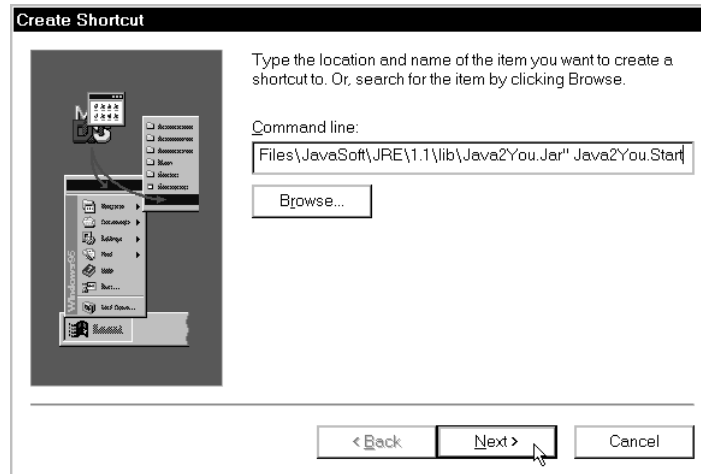 Create Shortcut
Type the location and name of the item you want to create a
shortcut to. Or, search for the item by clicking Browse.
Command line:
Files\JavaSoft\JRE\1.1\lib\Java2You.Jar" Java2You.Start
Browse...
Windows95
< Back
Next >
Cancel